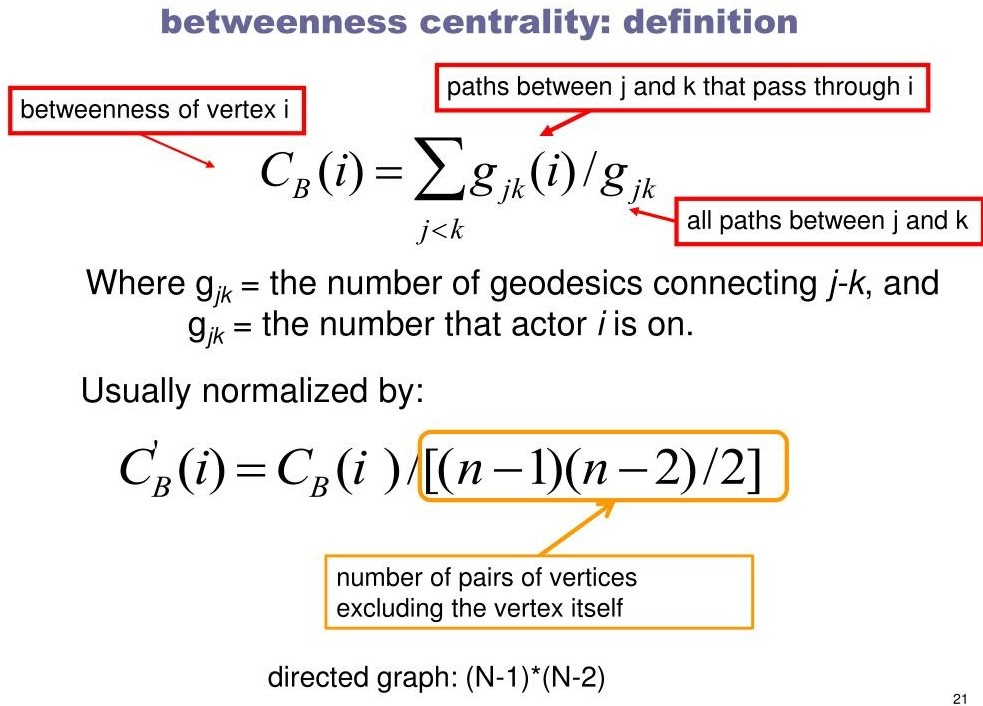 betweenness centrality: definition
paths between j and k that pass through i
betweenness of vertex i
C_B(i) = ∑_{j<k} g_{jk}(i) / g_{jk}
all paths between j and k
Where g_{jk} = the number of geodesics connecting j-k, and
g_{jk} = the number that actor i is on.
Usually normalized by:
C'_B(i) = C_B(i )/[(n − 1)(n − 2)/2]
number of pairs of vertices
excluding the vertex itself
directed graph: (N-1)*(N-2)
21